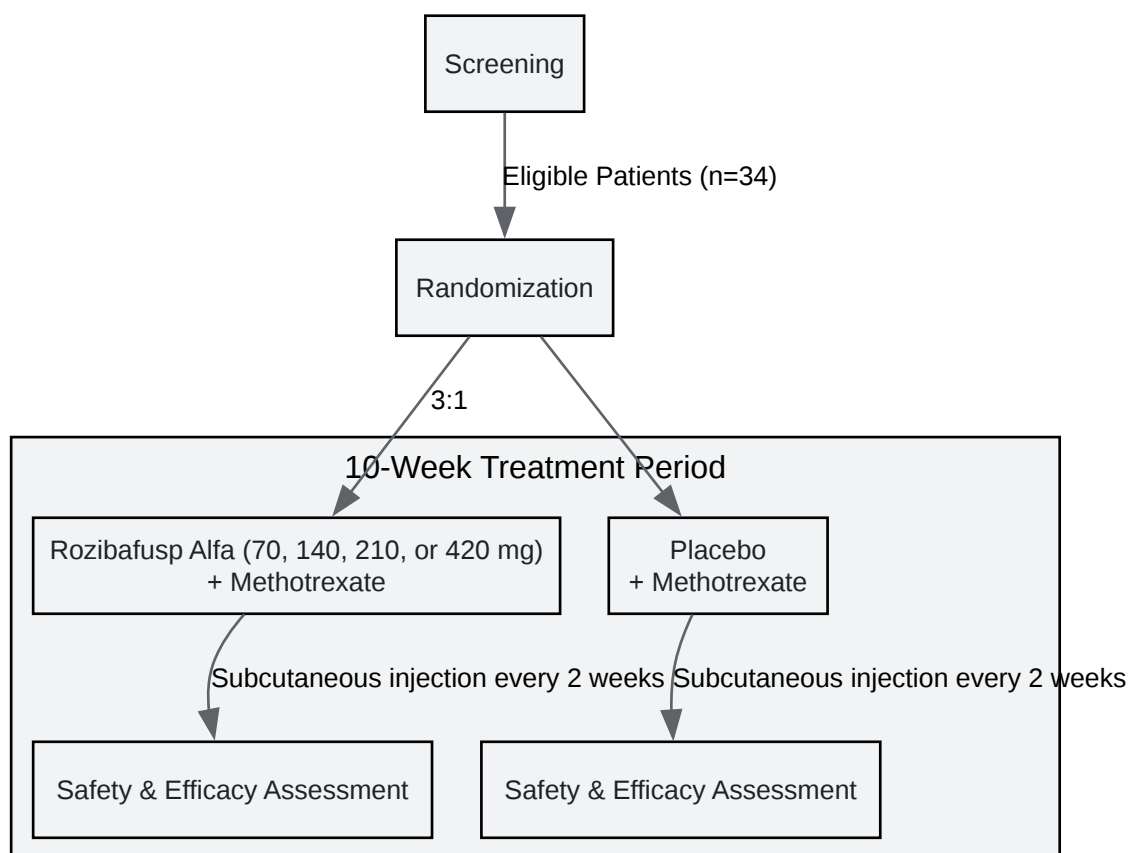 Screening
Eligible Patients (n=34)
Randomization
3:1
10-Week Treatment Period
Rozibafusp Alfa (70, 140, 210, or 420 mg)
+ Methotrexate
Placebo
+ Methotrexate
Subcutaneous injection every 2 weeks
Subcutaneous injection every 2 weeks
Safety & Efficacy Assessment
Safety & Efficacy Assessment